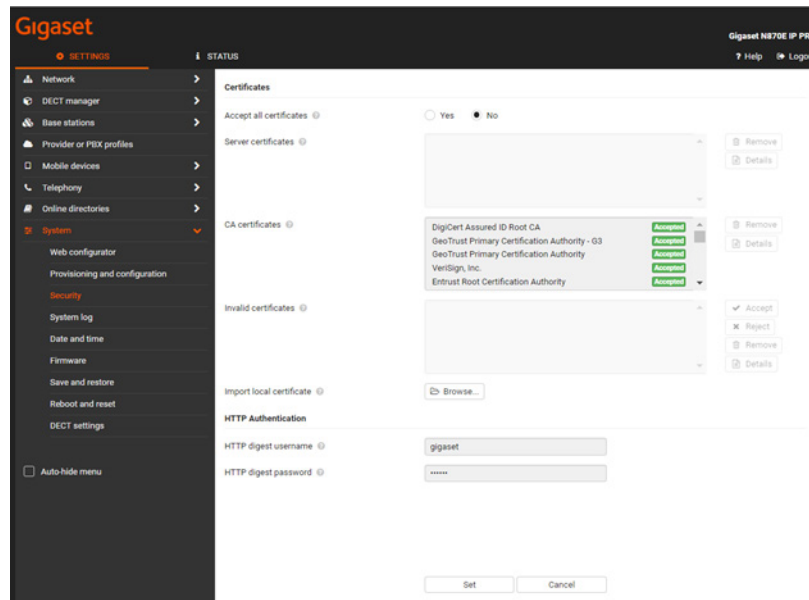 Gigaset
Gigaset N870E IP PR
SETTINGS
STATUS
Help
Logo
Network
DECT manager
Base stations
Provider or PBX profiles
Mobile devices
Telephony
Online directories
System
Web configurator
Provisioning and configuration
Security
System log
Date and time
Firmware
Save and restore
Reboot and reset
DECT settings
Auto-hide menu
Certificates
Accept all certificates
Yes No
Server certificates
Remove
Details
CA certificates
DigiCert Assured ID Root CA Accepted
GeoTrust Primary Certification Authority - G3 Accepted
GeoTrust Primary Certification Authority Accepted
VeriSign, Inc. Accepted
Entrust Root Certification Authority Accepted
Remove
Details
Invalid certificates
Accept
Reject
Remove
Details
Import local certificate
Browse...
HTTP Authentication
HTTP digest username
gigaset
HTTP digest password
••••••
Set
Cancel